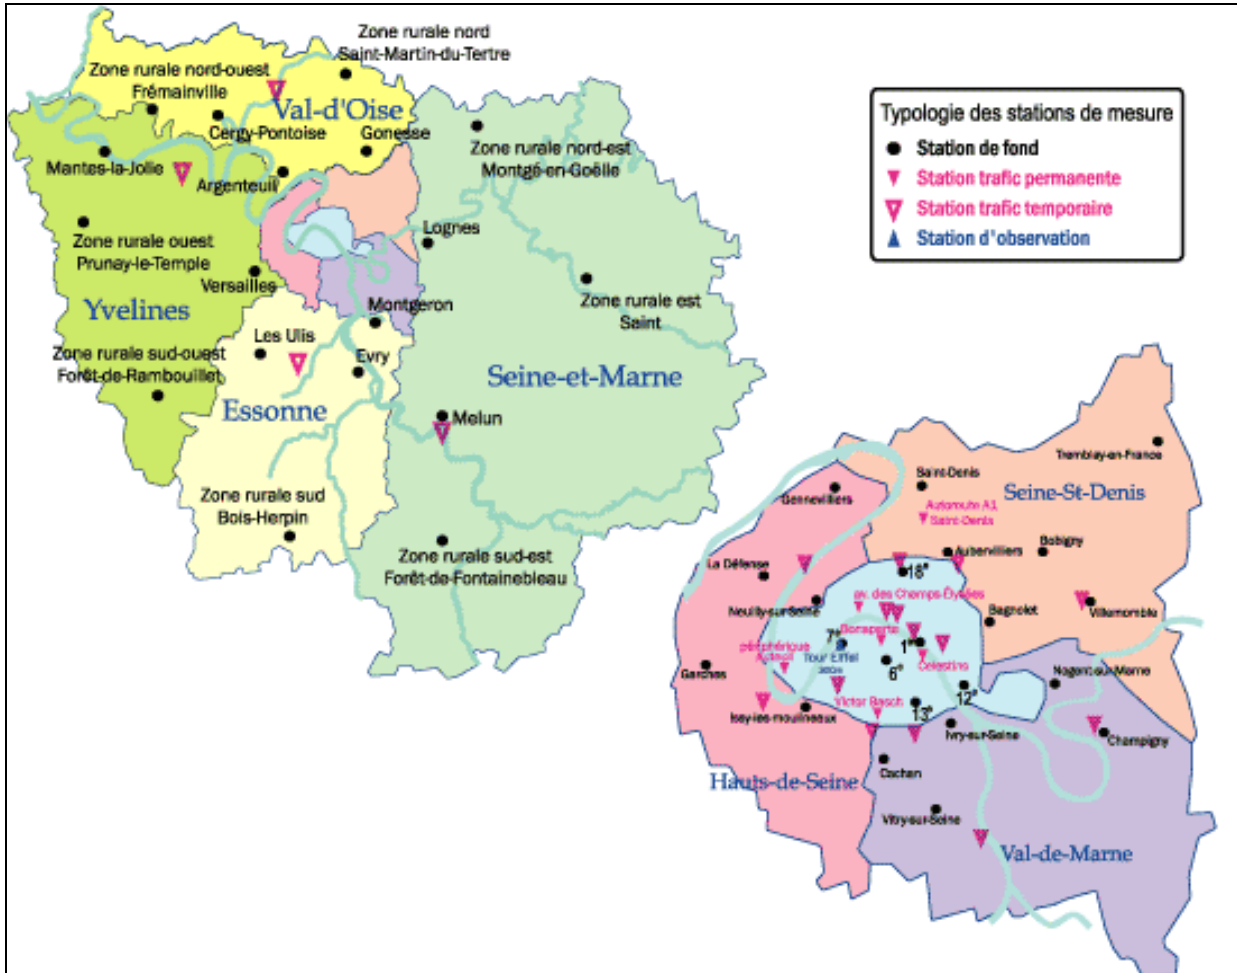 Zone rurale nord
Saint-Martin-du-Tertre
Zone rurale nord-ouest
Frémainville
Val-d'Oise
Cergy-Pontoise
Gonesse
Mantes-la-Jolie
Argenteuil
Zone rurale nord-est
Montgé-en-Goëlle
Lognes
Zone rurale ouest
Prunay-le-Temple
Versailles
Yvelines
Zone rurale est
Saint
Montgeron
Les Ulis
Evry
Zone rurale sud-ouest
Forêt-de-Rambouillet
Essonne
Seine-et-Marne
Melun
Zone rurale sud
Bois-Herpin
Zone rurale sud-est
Forêt-de-Fontainebleau
Typologie des stations de mesure
Station de fond
Station trafic permanente
Station trafic temporaire
Station d'observation
Tremblay-en-France
Saint-Denis
Seine-St-Denis
Gennevilliers
Autoroute A1
Saint-Denis
Aubervilliers
Bobigny
La Défense
18e
av. des Champs-Élysées
Neuilly-sur-Seine
Bagnolet
Villemomble
Bonaparte
7e
1er
périphérique
Auteuil
Tour Eiffel
Celestins
6e
Garches
Nogent-sur-Marne
12e
Victor Basch
13e
Issy-les-moulineaux
Ivry-sur-Seine
Champigny
Cachan
Hauts-de-Seine
Vitry-sur-Seine
Val-de-Marne